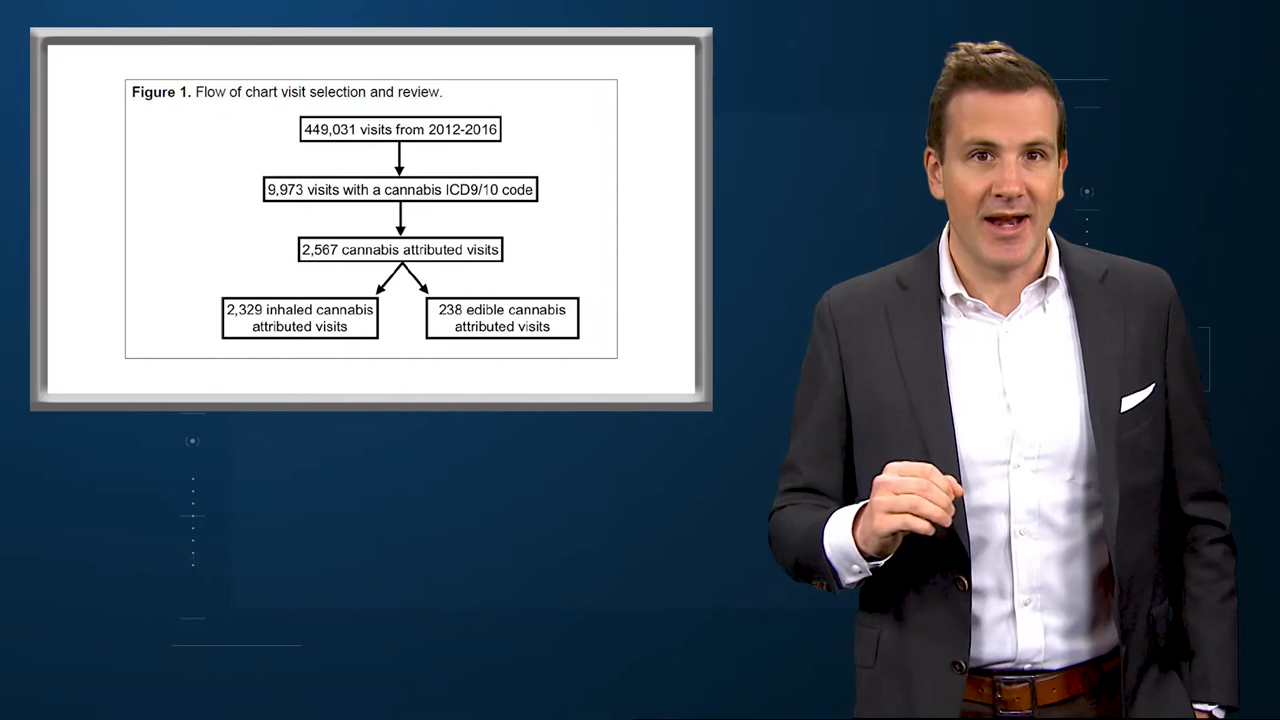 Figure 1. Flow of chart visit selection and review.
449,031 visits from 2012-2016
9,973 visits with a cannabis ICD9/10 code
2,567 cannabis attributed visits
2,329 inhaled cannabis
attributed visits
238 edible cannabis
attributed visits